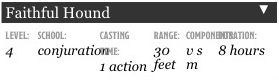 Faithful Hound ▼
LEVEL: SCHOOL: CASTING TIME: RANGE: COMPONENTS: DURATION:
4 conjuration 1 action 30 feet v s m 8 hours